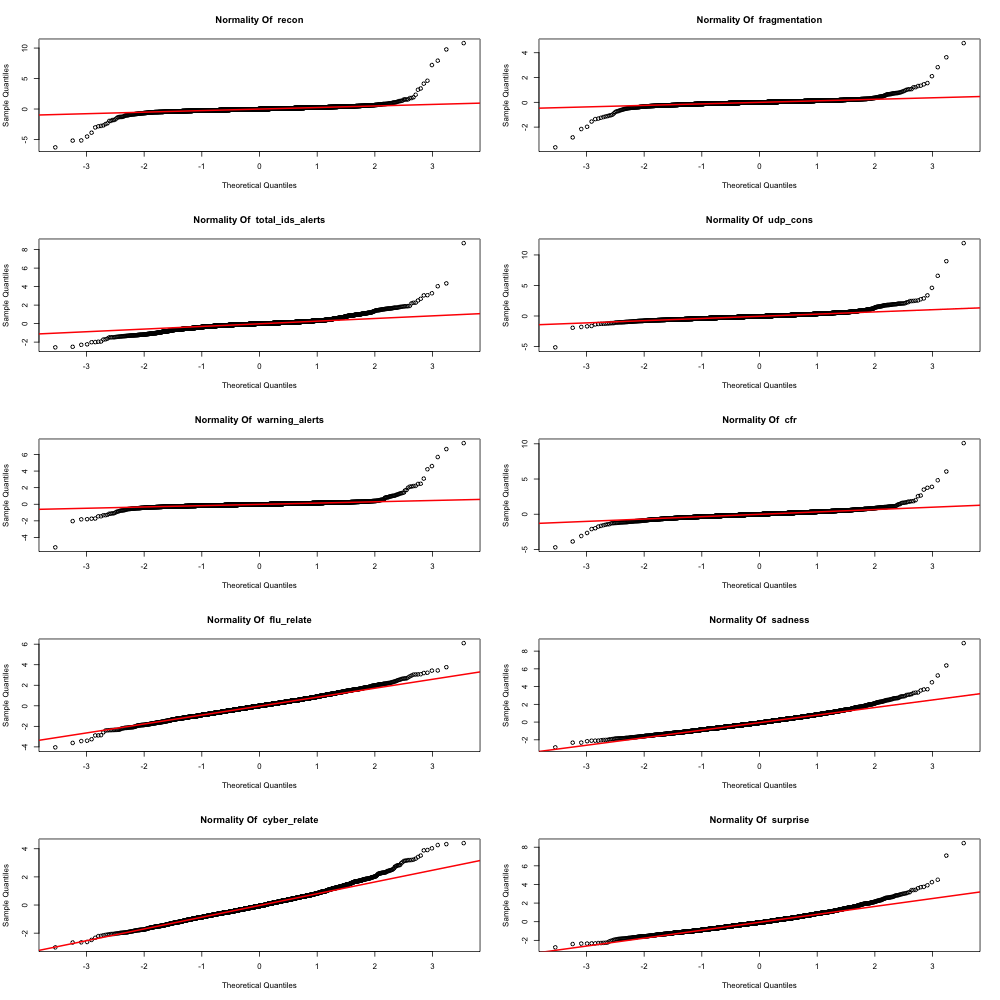 Normality Of recon
Sample Quantiles
-5 0 5 10
-3 -2 -1 0 1 2 3
Theoretical Quantiles
Normality Of fragmentation
Sample Quantiles
-2 0 2 4
-3 -2 -1 0 1 2 3
Theoretical Quantiles
Normality Of total_ids_alerts
Sample Quantiles
-2 0 2 4 6 8
-3 -2 -1 0 1 2 3
Theoretical Quantiles
Normality Of udp_cons
Sample Quantiles
-5 0 5 10
-3 -2 -1 0 1 2 3
Theoretical Quantiles
Normality Of warning_alerts
Sample Quantiles
-4 -2 0 2 4 6
-3 -2 -1 0 1 2 3
Theoretical Quantiles
Normality Of cfr
Sample Quantiles
-5 0 5 10
-3 -2 -1 0 1 2 3
Theoretical Quantiles
Normality Of flu_relate
Sample Quantiles
-4 -2 0 2 4 6
-3 -2 -1 0 1 2 3
Theoretical Quantiles
Normality Of sadness
Sample Quantiles
-2 0 2 4 6 8
-3 -2 -1 0 1 2 3
Theoretical Quantiles
Normality Of cyber_relate
Sample Quantiles
-2 0 2 4
-3 -2 -1 0 1 2 3
Theoretical Quantiles
Normality Of surprise
Sample Quantiles
-2 0 2 4 6 8
-3 -2 -1 0 1 2 3
Theoretical Quantiles